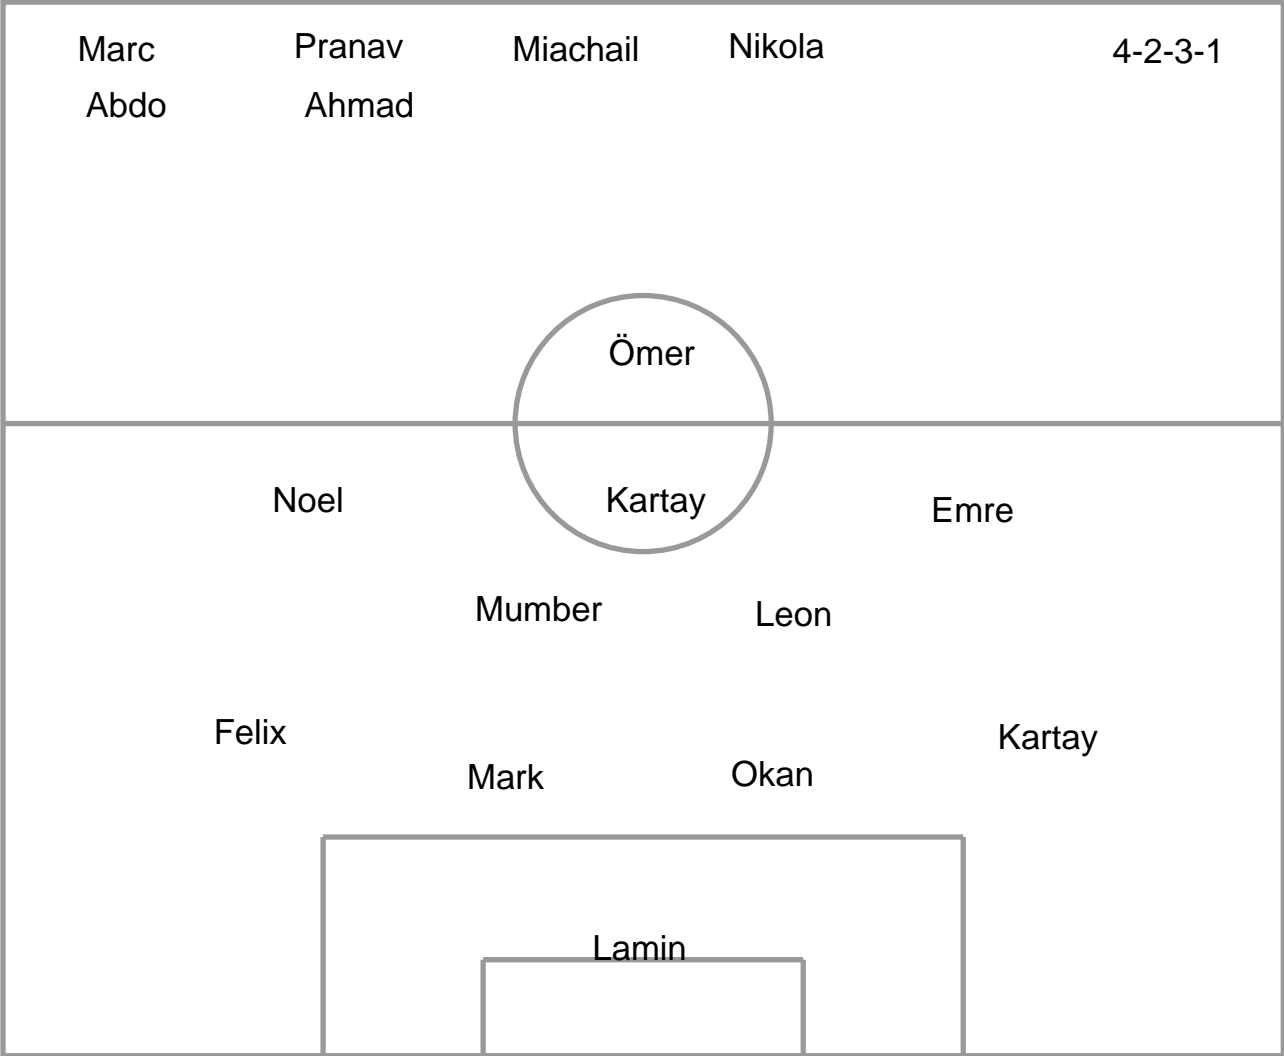 Marc Pranav Miachail Nikola 4-2-3-1
Abdo Ahmad
Ömer
Noel Kartay Emre
Mumber Leon
Felix Kartay
Mark Okan
Lamin